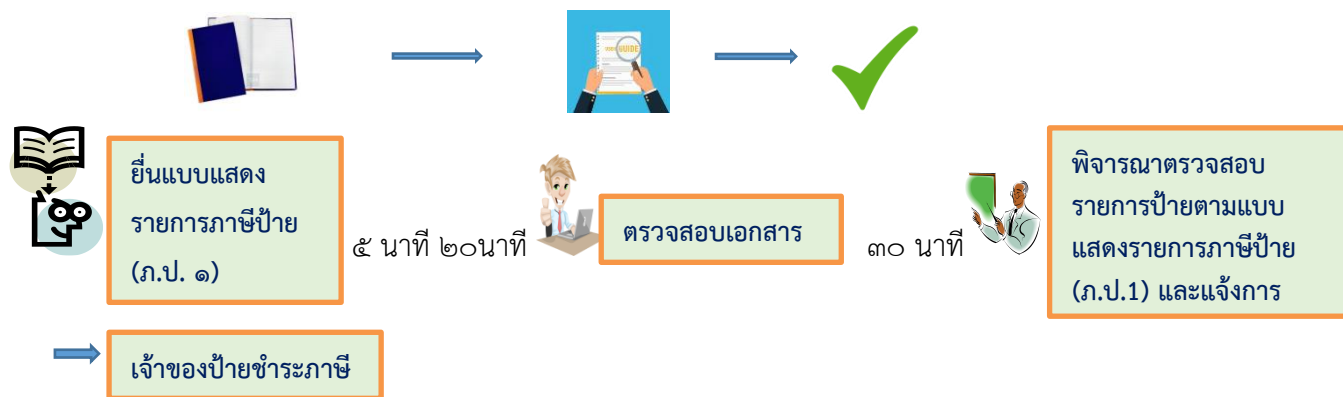 GUIDE
ยื่นแบบแสดง
รายการภาษีป้าย
(ภ.ป. ๑)
๕ นาที ๒๐นาที
ตรวจสอบเอกสาร
๓๐ นาที
พิจารณาตรวจสอบ
รายการป้ายตามแบบ
แสดงรายการภาษีป้าย
(ภ.ป.1) และแจ้งการ
เจ้าของป้ายชำระภาษี